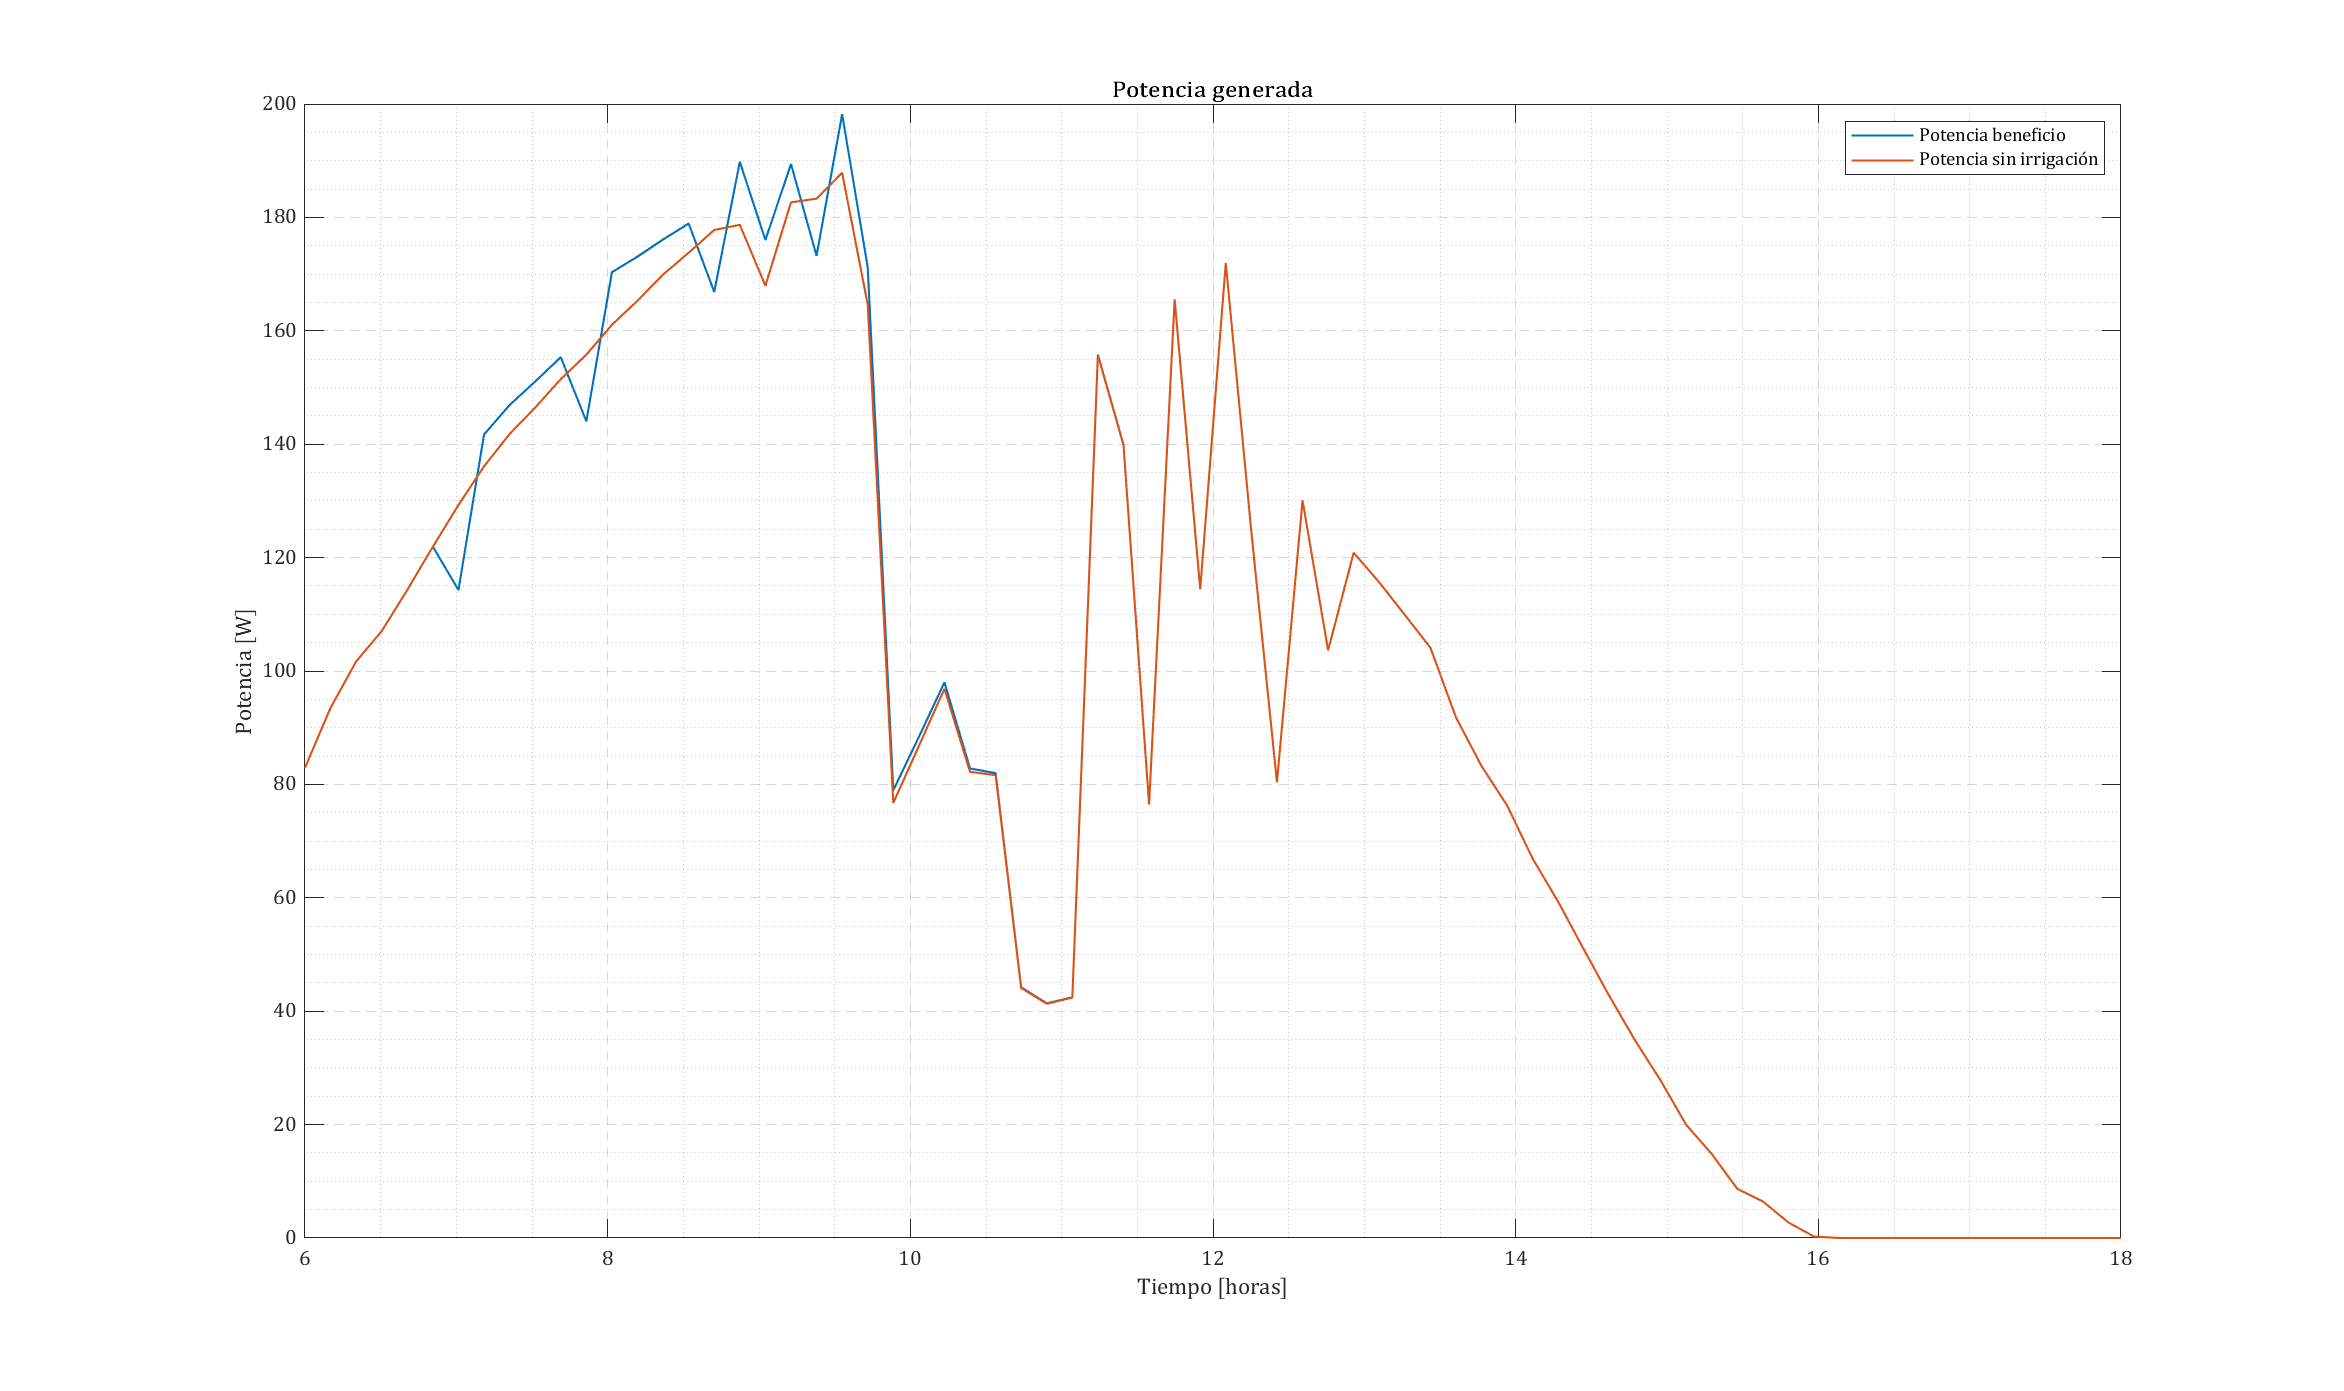 Potencia generada
200
180
160
140
120
100
80
60
40
20
0
Potencia [W]
Potencia beneficio
Potencia sin irrigación
6 8 10 12 14 16 18
Tiempo [horas]